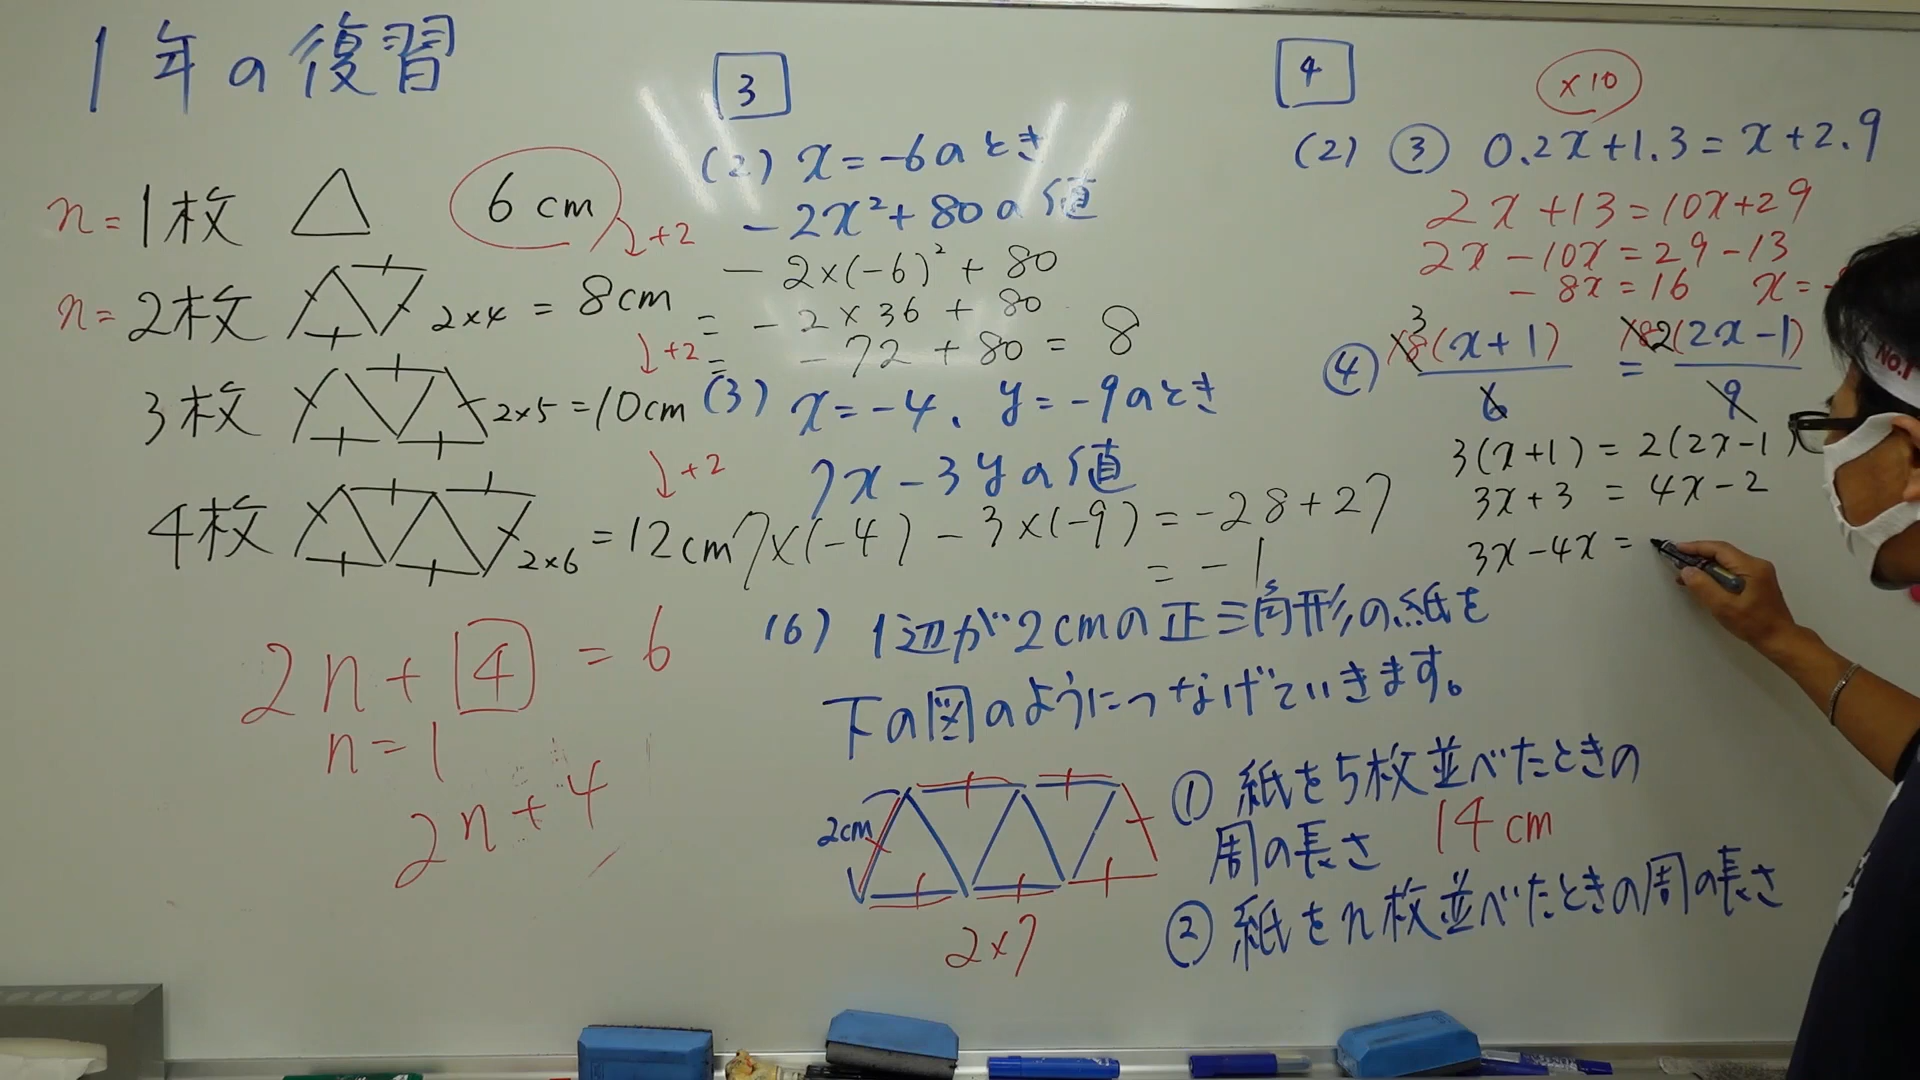 1年の復習
n=1枚 6cm
+2
n=2枚 2×4 = 8cm
+2
3枚 2×5 =10cm
+2
4枚 2×6 =12cm
2n+4 = 6
n=1
2n+4
3
(2) x=-6のとき
-2x²+80の値
- 2×(-6)² + 80
= - 2×36 + 80
= -72 + 80 = 8
(3) x=-4. y=-9のとき
7x-3yの値
7×(-4) - 3×(-9) = -28+27
= -1
(6) 1辺が2cmの正三角形の紙を
下の図のようにつなげていきます。
2cm
2×7
① 紙を5枚並べたときの
周の長さ 14cm
② 紙をn枚並べたときの周の長さ
4
×10
(2) ③ 0.2x+1.3=x+2.9
2x+13=10x+29
2x-10x=29-13
-8x=16 x=-
④ 3(x+1)/6 = 2(2x-1)/9
3(x+1) = 2(2x-1)
3x+3 = 4x-2
3x-4x =
NO.1